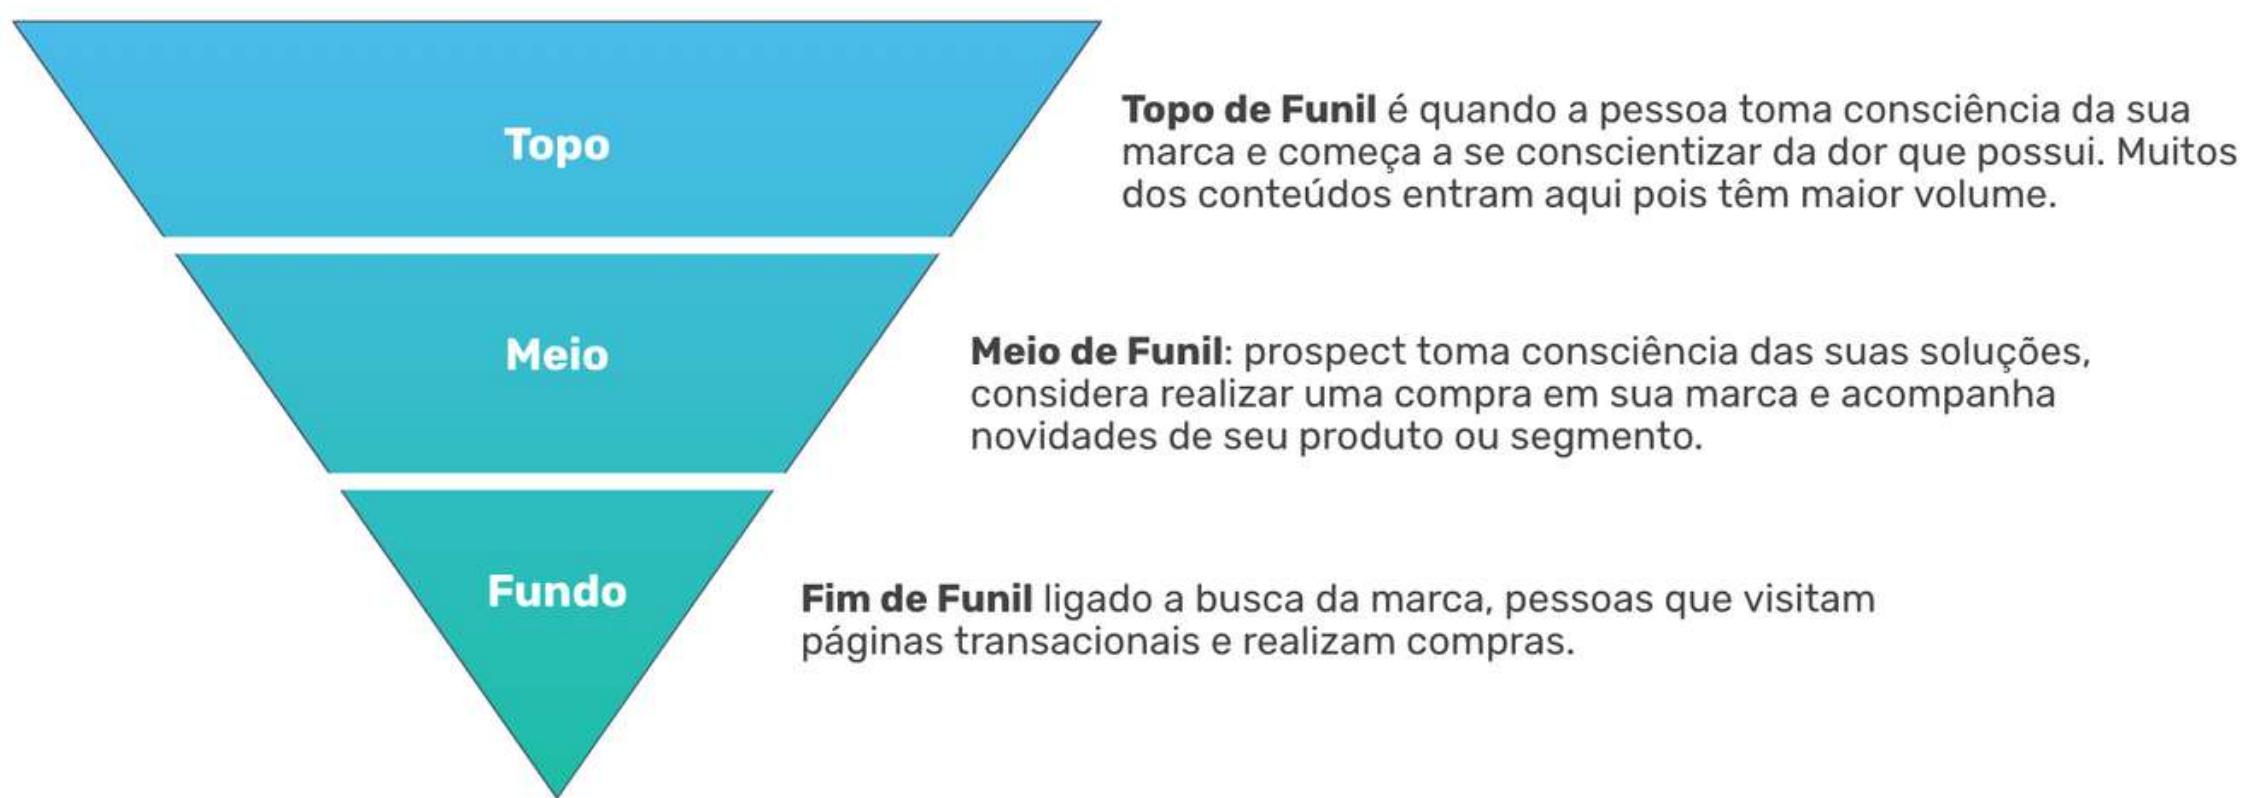 Topo
Topo de Funil é quando a pessoa toma consciência da sua
marca e começa a se conscientizar da dor que possui. Muitos
dos conteúdos entram aqui pois têm maior volume.
Meio
Meio de Funil: prospect toma consciência das suas soluções,
considera realizar uma compra em sua marca e acompanha
novidades de seu produto ou segmento.
Fundo
Fim de Funil ligado a busca da marca, pessoas que visitam
páginas transacionais e realizam compras.